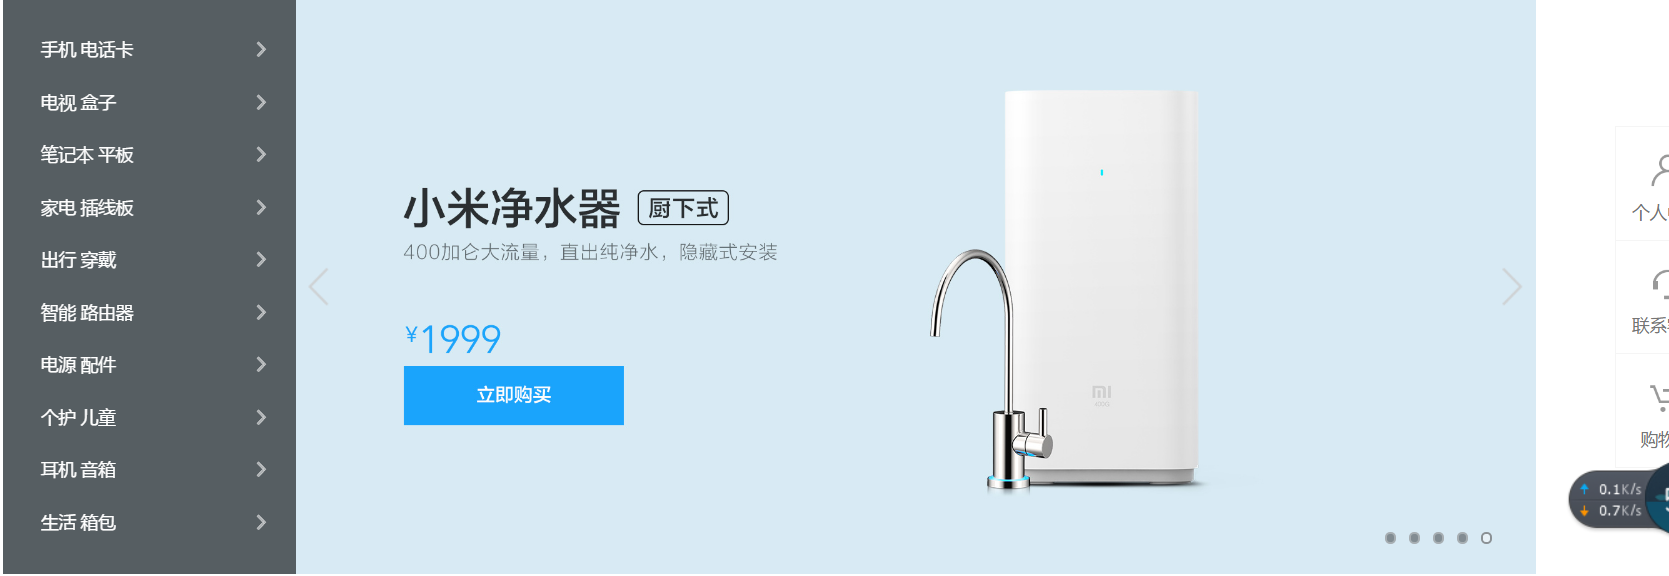 手机 电话卡
电视 盒子
笔记本 平板
家电 插线板
出行 穿戴
智能 路由器
电源 配件
个护 儿童
耳机 音箱
生活 箱包
小米净水器 厨下式
400加仑大流量，直出纯净水，隐藏式安装
¥1999
立即购买
个人
联系
购物
0.1K/s
0.7K/s